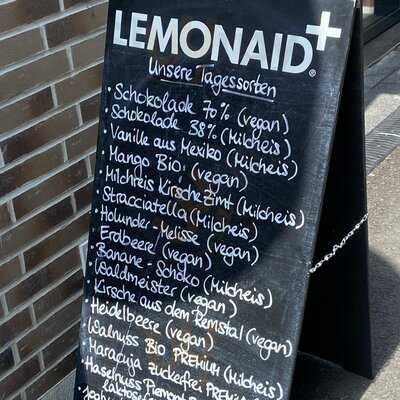 LEMONAID+®
Unsere Tagessorten
· Schokolade 70% (vegan)
Schokolade 38% (Milcheis)
· Vanille aus Mexiko (Milcheis)
· Mango Bio (vegan)
· Milchreis Kirsche Zimt (Milcheis)
· Stracciatella (Milcheis)
· Holunder-Melisse (vegan)
· Erdbeere (vegan)
· Banane-Schoko (Milcheis)
· Waldmeister (vegan)
· Kirsche aus dem Remstal (vegan)
· Heidelbeere (vegan)
· Walnuss BIO PREMIUM (Milcheis)
· Maracuja zuckerfrei
· Haselnuss Piemont